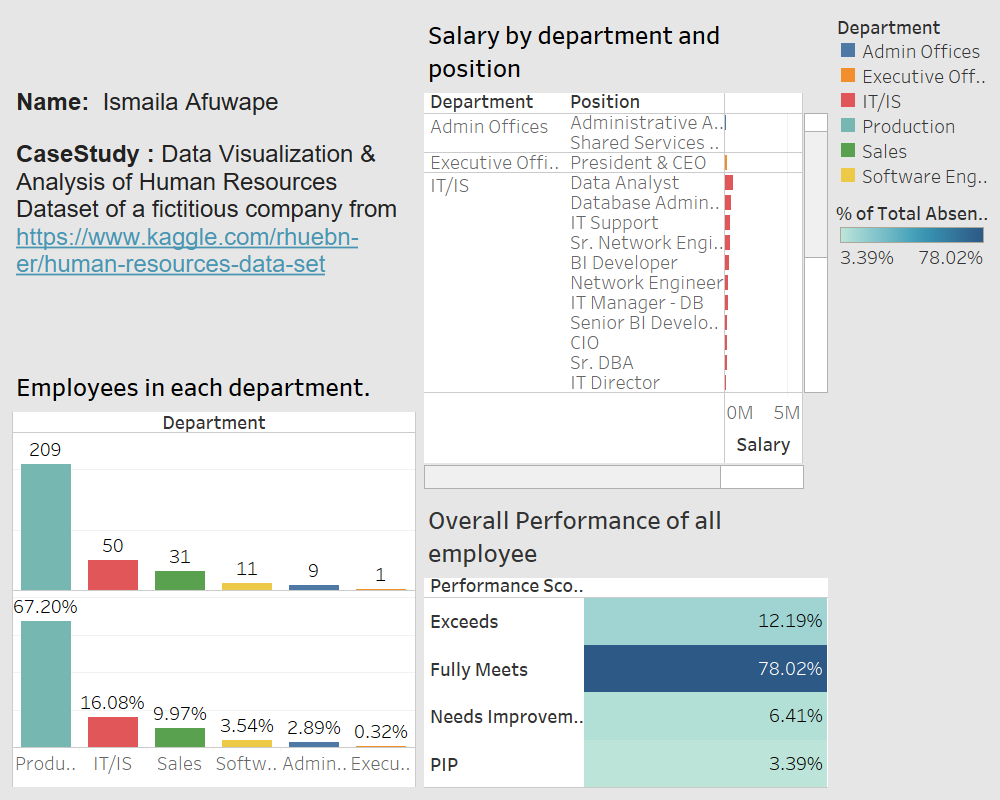 Name: Ismaila Afuwape
CaseStudy : Data Visualization &
Analysis of Human Resources
Dataset of a fictitious company from
https://www.kaggle.com/rhuebn-
er/human-resources-data-set
Employees in each department.
Department
209
50
31
11
9
1
67.20%
16.08%
9.97%
3.54%
2.89%
0.32%
Produ..
IT/IS
Sales
Softw..
Admin..
Execu..
Salary by department and
position
Department Position
Admin Offices Administrative A..
Shared Services ..
Executive Offi.. President & CEO
IT/IS Data Analyst
Database Admin..
IT Support
Sr. Network Engi..
BI Developer
Network Engineer
IT Manager - DB
Senior BI Develo..
CIO
Sr. DBA
IT Director
0M 5M
Salary
Overall Performance of all
employee
Performance Sco..
Exceeds 12.19%
Fully Meets 78.02%
Needs Improvem.. 6.41%
PIP 3.39%
Department
Admin Offices
Executive Off..
IT/IS
Production
Sales
Software Eng..
% of Total Absen..
3.39% 78.02%